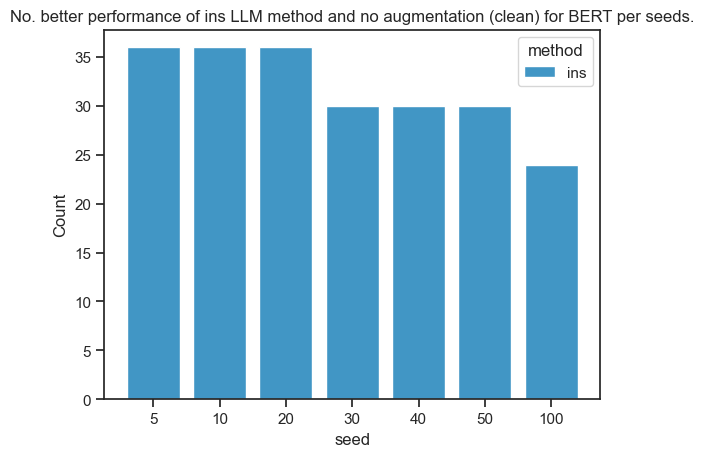 No. better performance of ins LLM method and no augmentation (clean) for BERT per seeds.
method
ins
Count
35
30
25
20
15
10
5
0
5 10 20 30 40 50 100
seed